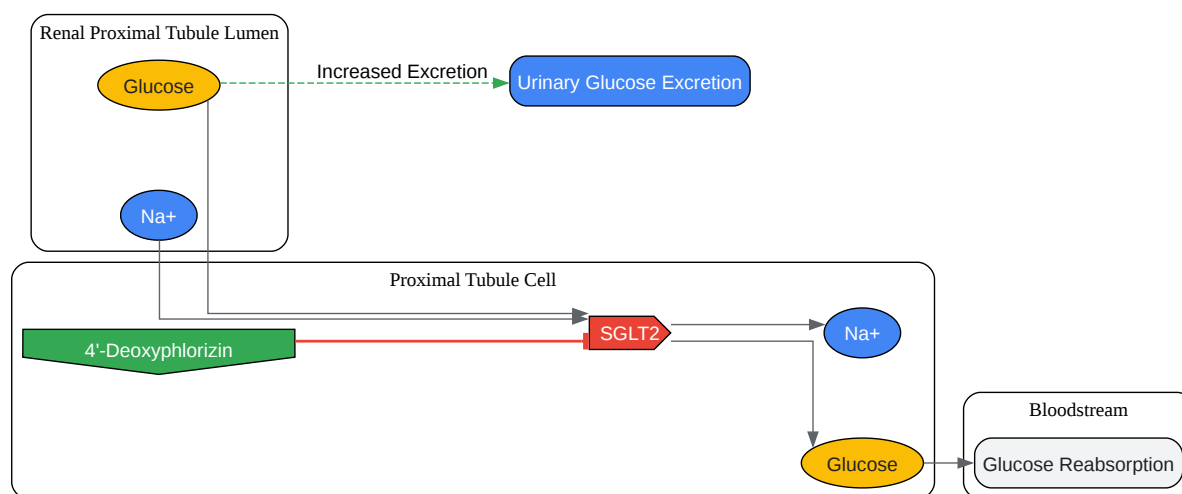 Renal Proximal Tubule Lumen
Glucose
Increased Excretion
Urinary Glucose Excretion
Na+
Proximal Tubule Cell
4'-Deoxyphlorizin
SGLT2
Na+
Bloodstream
Glucose
Glucose Reabsorption